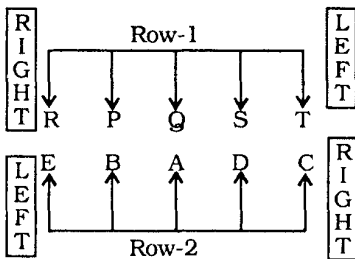 RIGHT
Row-1
LEFT
R P Q S T
E B A D C
LEFT
Row-2
RIGHT